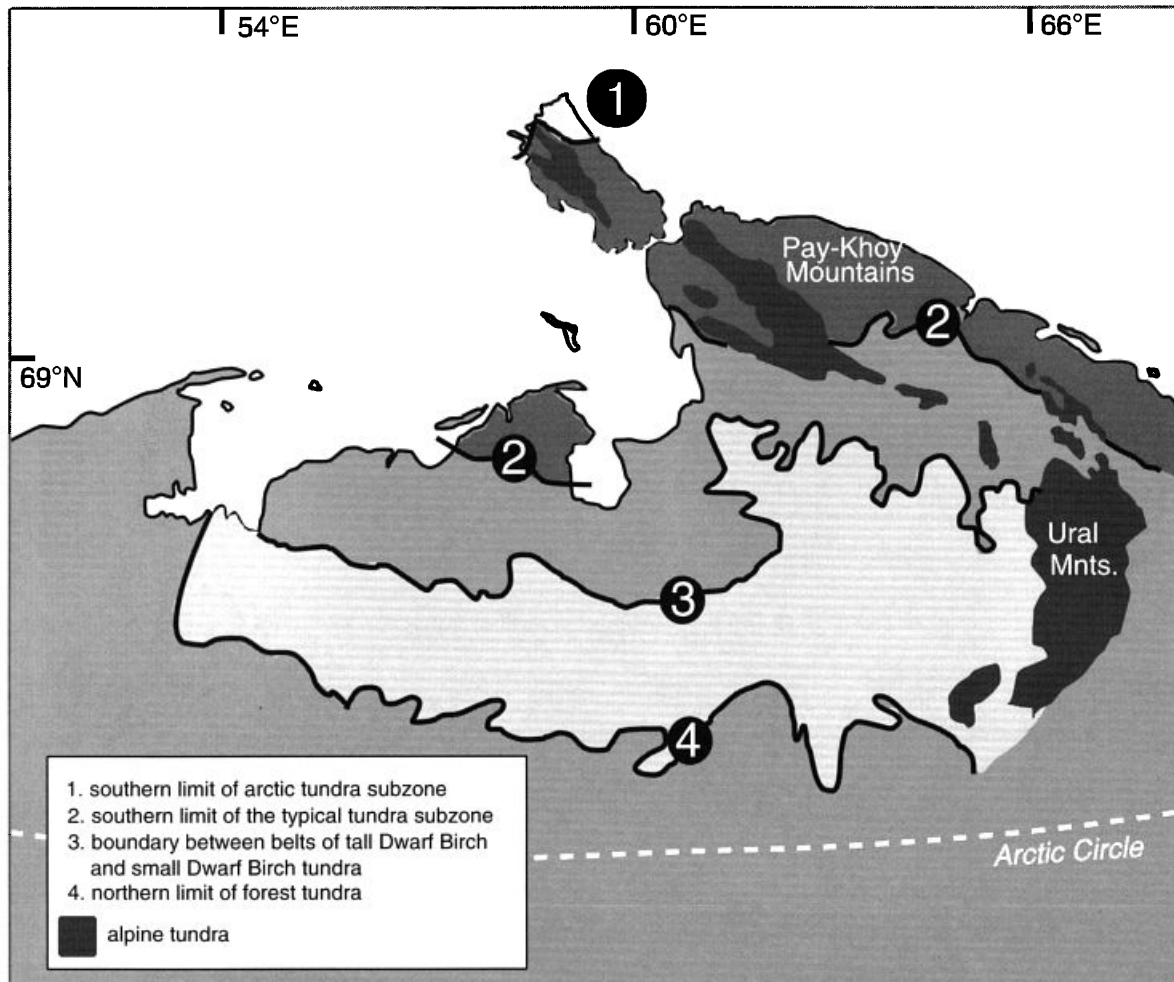 54°E
60°E
66°E
1
Pay-Khoy
Mountains
2
69°N
2
Ural
Mnts.
3
4
1. southern limit of arctic tundra subzone
2. southern limit of the typical tundra subzone
3. boundary between belts of tall Dwarf Birch
and small Dwarf Birch tundra
4. northern limit of forest tundra
alpine tundra
Arctic Circle